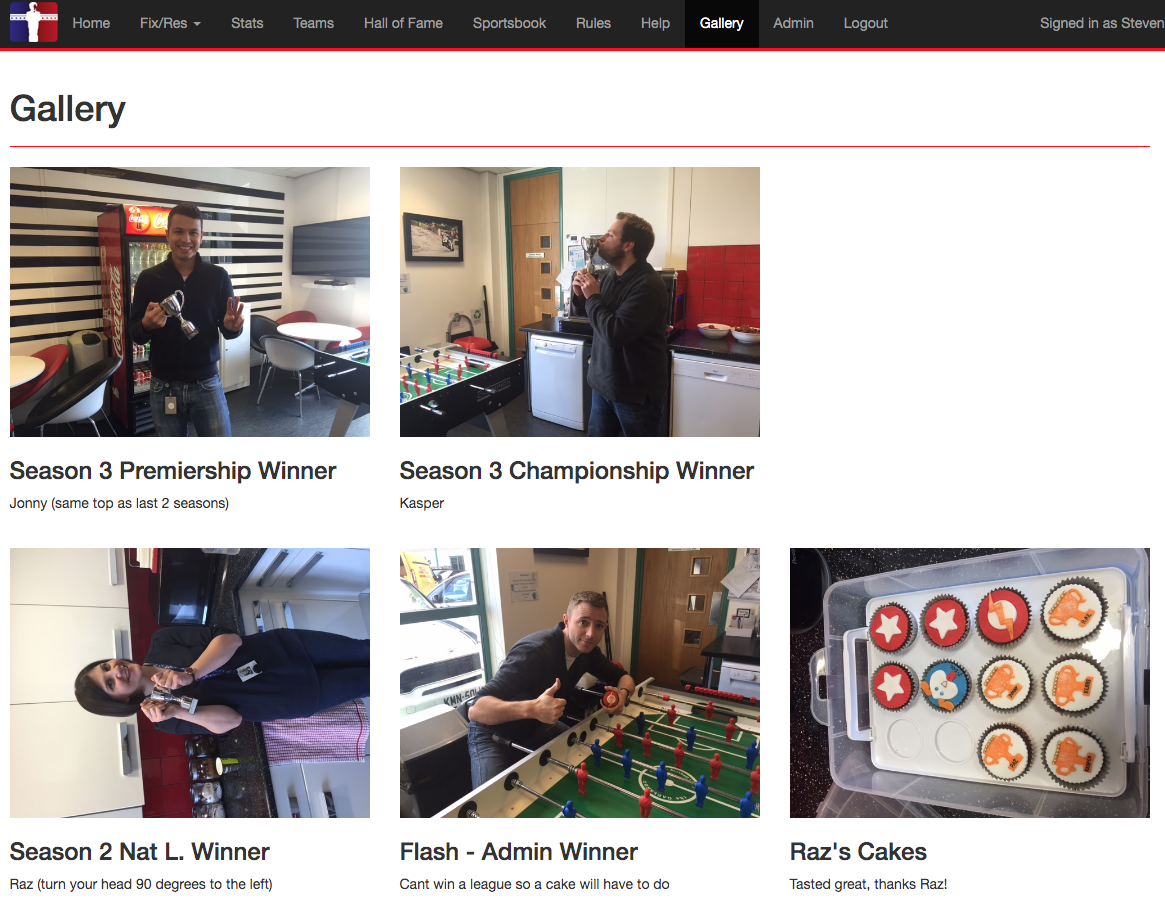 Home Fix/Res Stats Teams Hall of Fame Sportsbook Rules Help Gallery Admin Logout Signed in as Steven
Gallery
Coca-Cola
Season 3 Premiership Winner
Season 3 Championship Winner
Jonny (same top as last 2 seasons)
Kasper
Season 2 Nat L. Winner
Flash - Admin Winner
Raz's Cakes
Raz (turn your head 90 degrees to the left)
Cant win a league so a cake will have to do
Tasted great, thanks Raz!